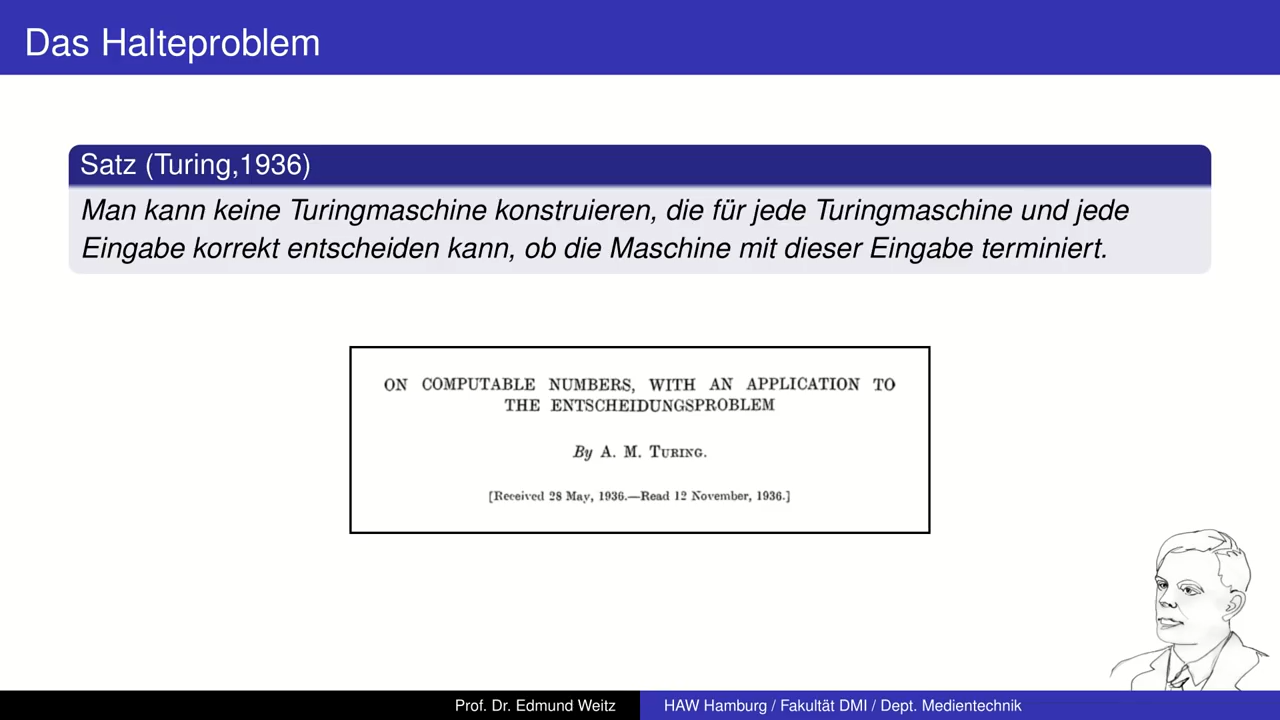 Das Halteproblem
Satz (Turing,1936)
Man kann keine Turingmaschine konstruieren, die für jede Turingmaschine und jede
Eingabe korrekt entscheiden kann, ob die Maschine mit dieser Eingabe terminiert.
ON COMPUTABLE NUMBERS, WITH AN APPLICATION TO
THE ENTSCHEIDUNGSPROBLEM
By A. M. TURING.
[Received 28 May, 1936.—Read 12 November, 1936.]
Prof. Dr. Edmund Weitz
HAW Hamburg / Fakultät DMI / Dept. Medientechnik